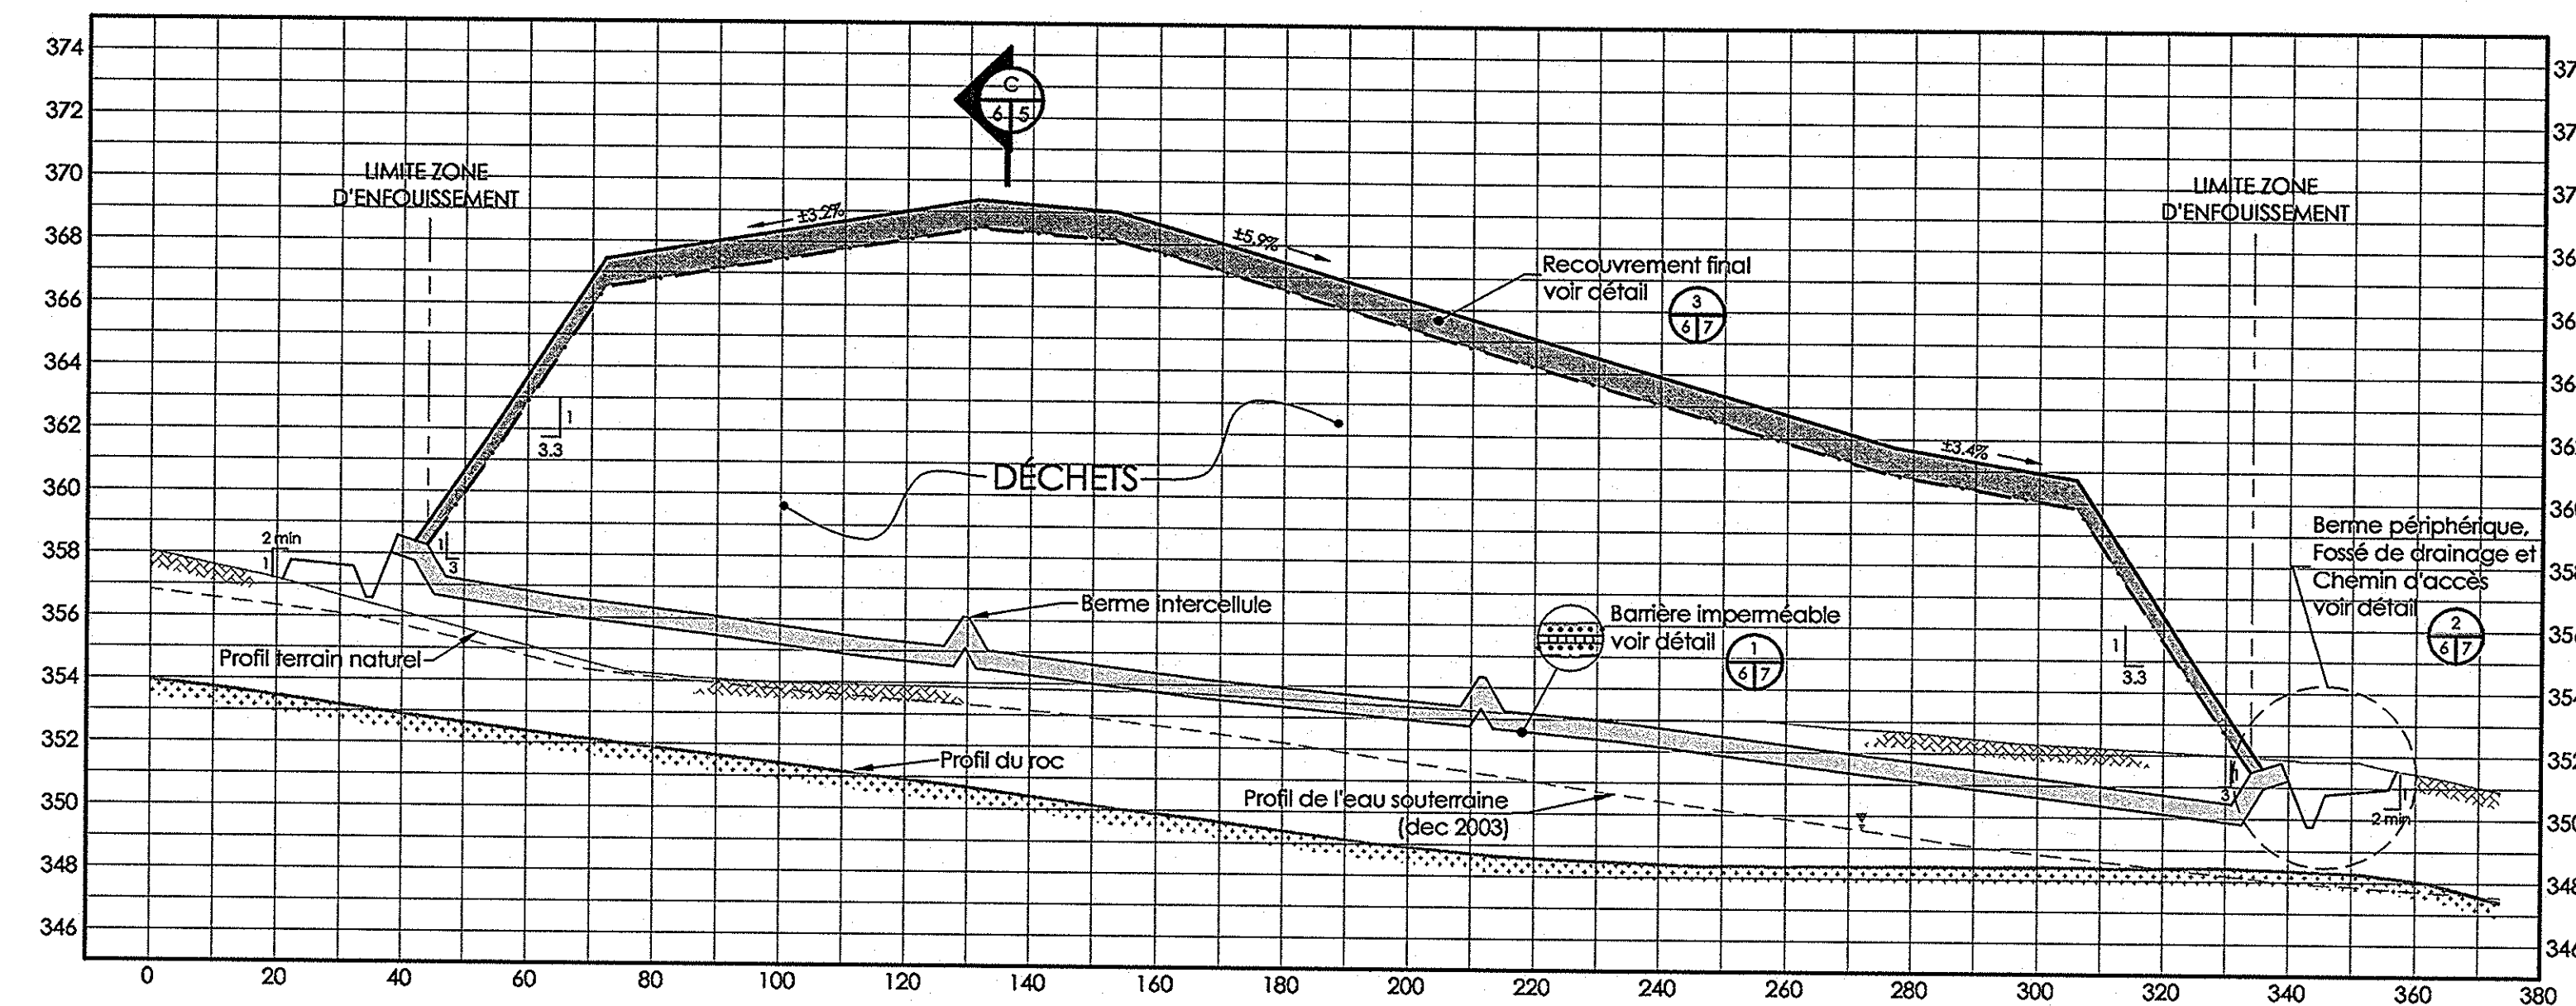 374
372
370
368
366
364
362
360
358
356
354
352
350
348
346
C
6 5
LIMITE ZONE
D'ENFOUISSEMENT
±3.2%
±5.9%
Recouvrement final
voir détail
3
6 7
LIMITE ZONE
D'ENFOUISSEMENT
1
3.3
DÉCHETS
±3.4%
2 min
1
1
3
Berme périphérique,
Fossé de drainage et
Chemin d'accès
voir détail
2
6 7
Berme intercellule
Barrière imperméable
voir détail
1
6 7
Profil terrain naturel
1
3.3
Profil du roc
Profil de l'eau souterraine
(dec 2003)
1
3
1
2 min
0 20 40 60 80 100 120 140 160 180 200 220 240 260 280 300 320 340 360 380